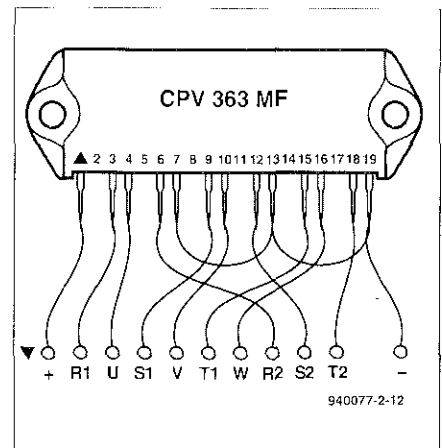 CPV 363 MF
▲ 2 3 4 5 6 7 8 9 10 11 12 13 14 15 16 17 18 19
▼ + R1 U S1 V T1 W R2 S2 T2 -
940077-2-12